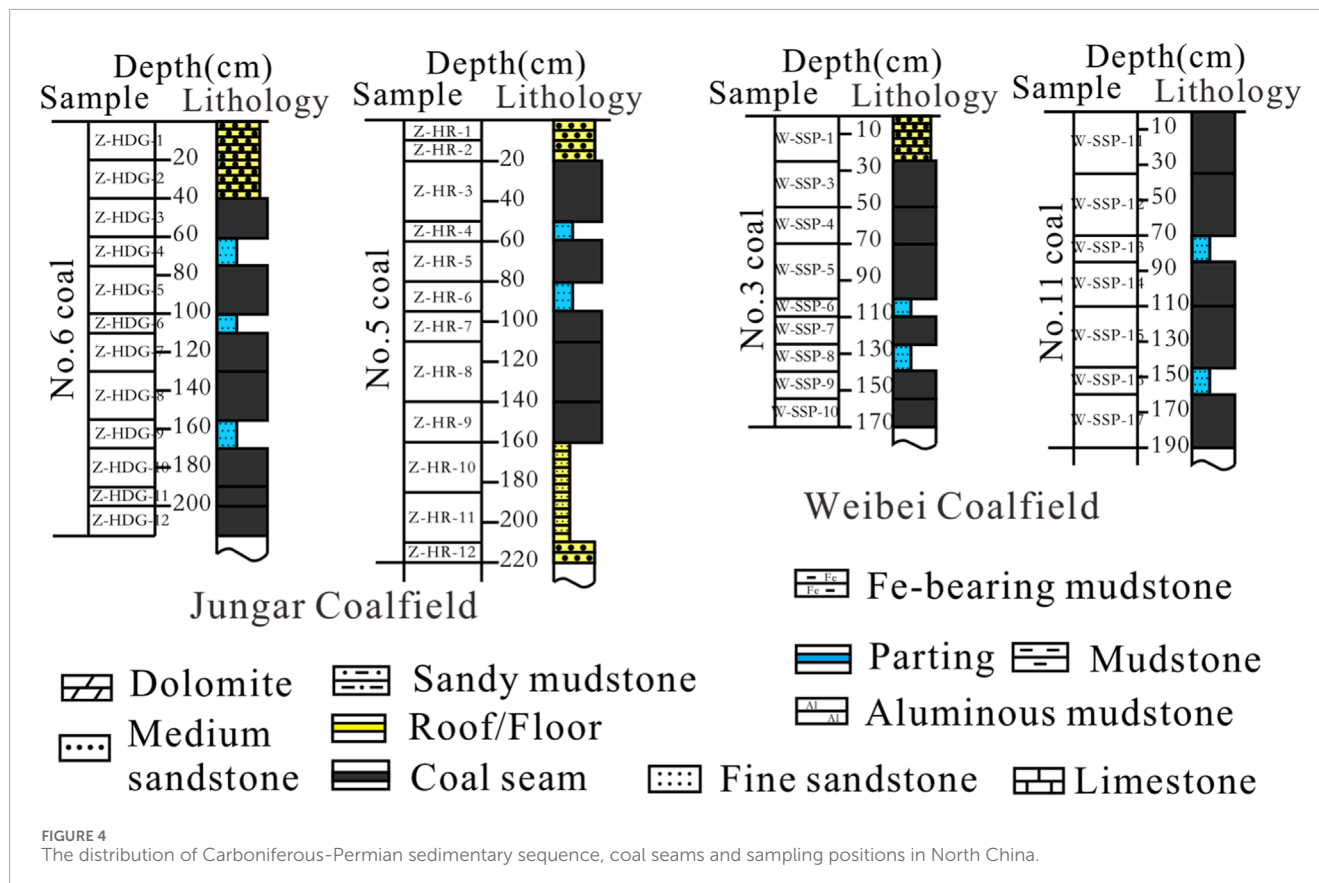 Depth(cm)
Sample Lithology
No.6 coal
Z-HDG-1
Z-HDG-2
Z-HDG-3
Z-HDG-4
Z-HDG-5
Z-HDG-6
Z-HDG-7
Z-HDG-8
Z-HDG-9
Z-HDG-10
Z-HDG-11
Z-HDG-12
20
40
60
80
100
120
140
160
180
200
Depth(cm)
Sample Lithology
No.5 coal
Z-HR-1
Z-HR-2
Z-HR-3
Z-HR-4
Z-HR-5
Z-HR-6
Z-HR-7
Z-HR-8
Z-HR-9
Z-HR-10
Z-HR-11
Z-HR-12
20
40
60
80
100
120
140
160
180
200
220
Jungar Coalfield
Depth(cm)
Sample Lithology
No.3 coal
W-SSP-1
W-SSP-3
W-SSP-4
W-SSP-5
W-SSP-6
W-SSP-7
W-SSP-8
W-SSP-9
W-SSP-10
10
30
50
70
90
110
130
150
170
Depth(cm)
Sample Lithology
No.11 coal
W-SSP-11
W-SSP-12
W-SSP-13
W-SSP-14
W-SSP-15
W-SSP-17
10
30
50
70
90
110
130
150
170
190
Weibei Coalfield
Dolomite
Medium
sandstone
Sandy mudstone
Roof/Floor
Coal seam
Fe
Fe
Fe-bearing mudstone
Parting
Mudstone
Al
Al
Aluminous mudstone
Fine sandstone
Limestone
FIGURE 4
The distribution of Carboniferous-Permian sedimentary sequence, coal seams and sampling positions in North China.